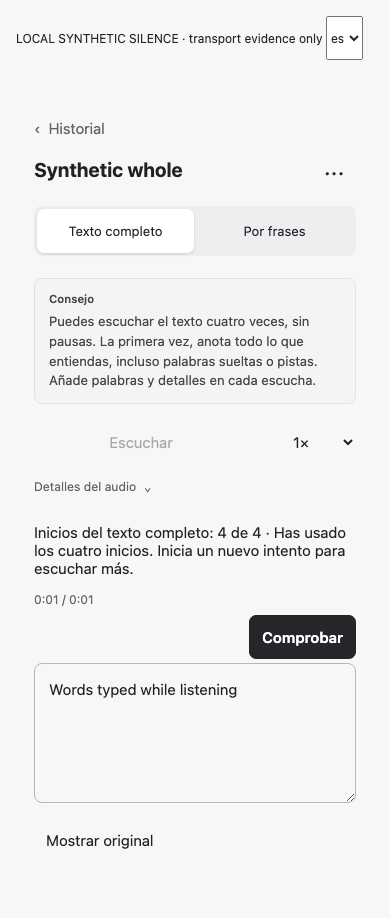 LOCAL SYNTHETIC SILENCE · transport evidence only es
‹ Historial
Synthetic whole ...
Texto completo Por frases
Consejo
Puedes escuchar el texto cuatro veces, sin
pausas. La primera vez, anota todo lo que
entiendas, incluso palabras sueltas o pistas.
Añade palabras y detalles en cada escucha.
Escuchar 1×
Detalles del audio
Inicios del texto completo: 4 de 4 · Has usado
los cuatro inicios. Inicia un nuevo intento para
escuchar más.
0:01 / 0:01
Comprobar
Words typed while listening
Mostrar original